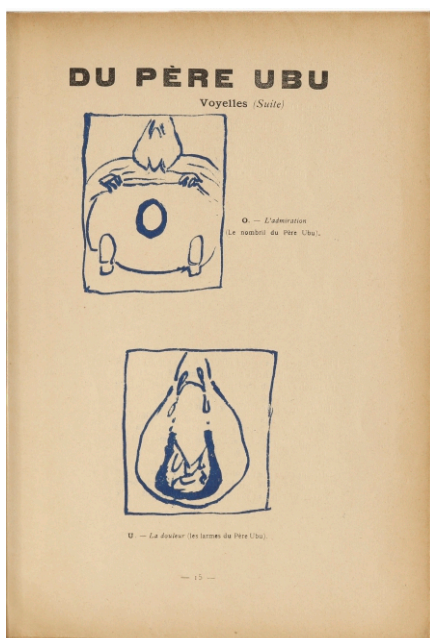 DU PÈRE UBU
Voyelles (Suite)
O. — L'admiration
(Le nombril du Père Ubu).
U. — La douleur (les larmes du Père Ubu).
— 15 —